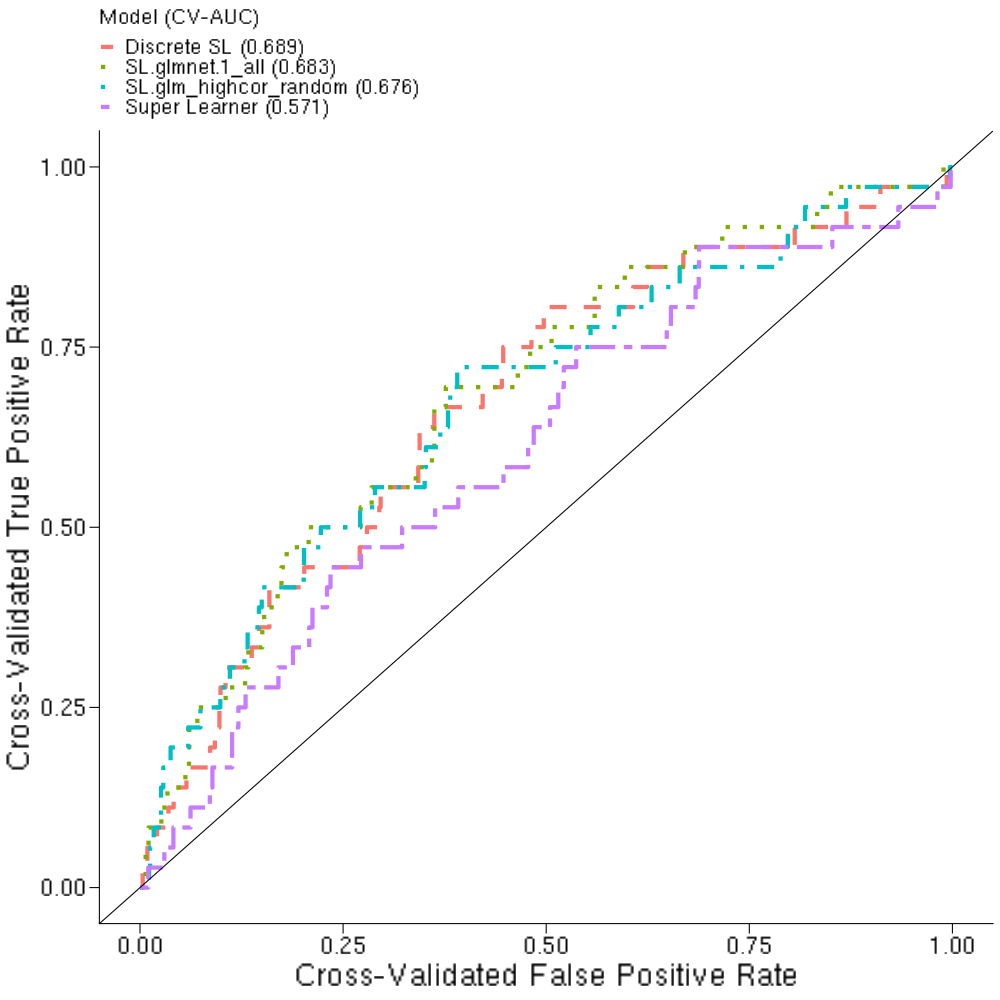 Model (CV-AUC)
Discrete SL (0.689)
SL.glmnet.1_all (0.683)
SL.glm_highcor_random (0.676)
Super Learner (0.571)
1.00
0.75
0.50
0.25
0.00
Cross-Validated True Positive Rate
0.00 0.25 0.50 0.75 1.00
Cross-Validated False Positive Rate